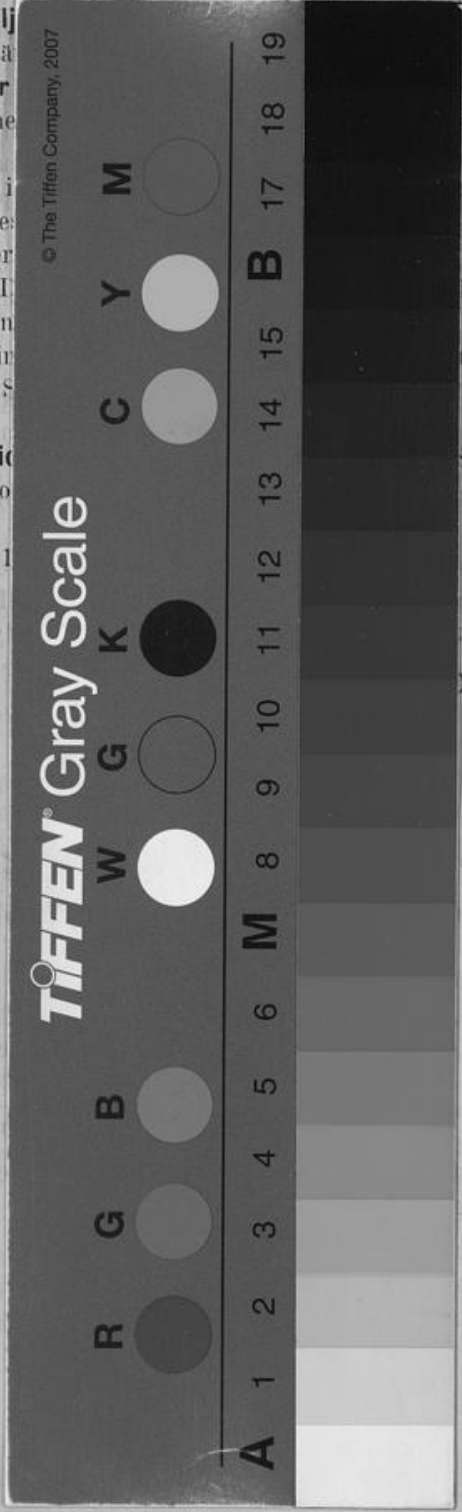 TIFFEN® Gray Scale
© The Tiffen Company, 2007
R G B W G K C Y M
A 1 2 3 4 5 6 M 8 9 10 11 12 13 14 15 B 17 18 19